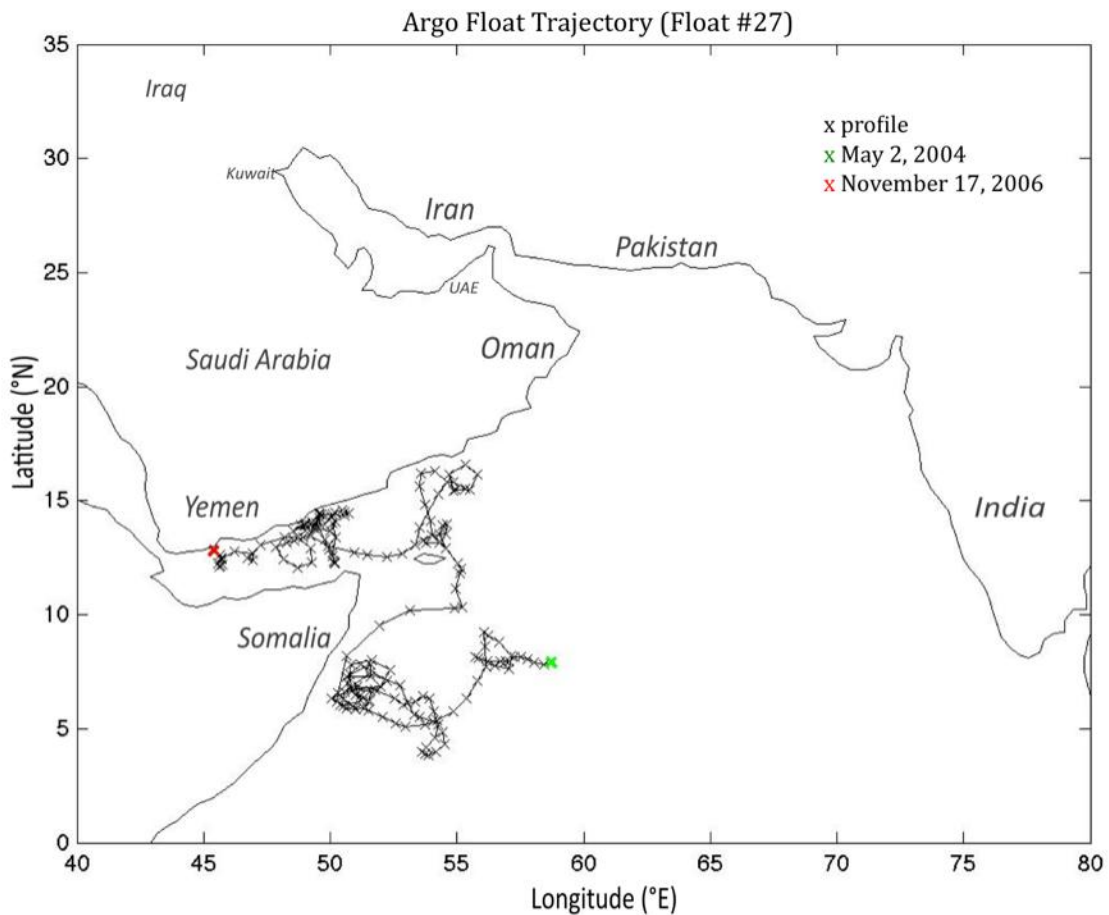 Argo Float Trajectory (Float #27)
35
Iraq
x profile
x May 2, 2004
x November 17, 2006
30
Kuwait
Iran
Pakistan
25
UAE
Oman
Saudi Arabia
20
Latitude (°N)
15
Yemen
India
10
Somalia
5
0
40 45 50 55 60 65 70 75 80
Longitude (°E)